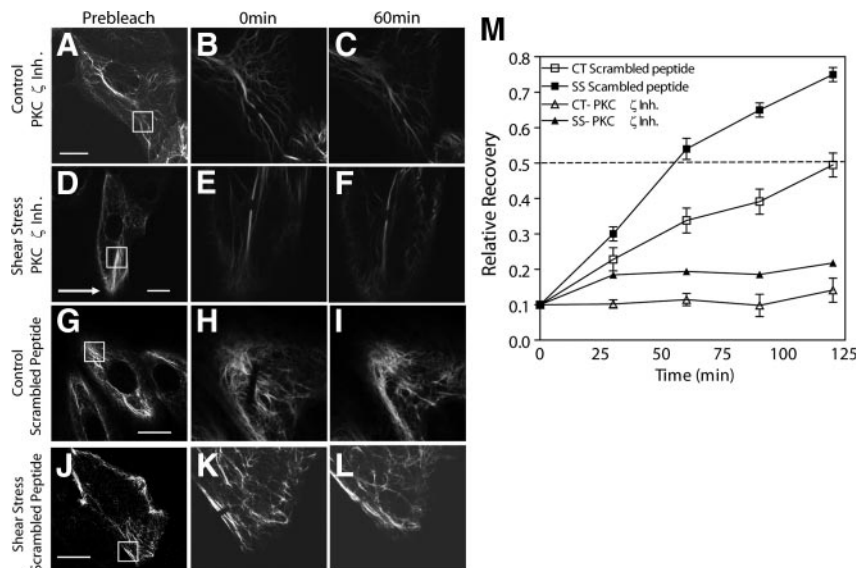 Prebleach 0min 60min
Control
PKC ζ Inh.
A B C
Shear Stress
PKC ζ Inh.
D E F
Control
Scrambled Peptide
G H I
Shear Stress
Scrambled Peptide
J K L
M
CT Scrambled peptide
SS Scambled peptide
CT- PKC ζ Inh.
SS- PKC ζ Inh.
Relative Recovery
0.8
0.7
0.6
0.5
0.4
0.3
0.2
0.1
0.0
0 25 50 75 100 125
Time (min)